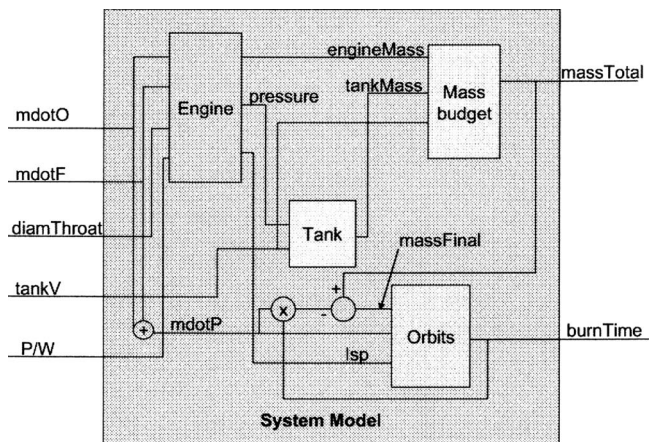 engineMass
massTotal
Engine
pressure
tankMass
Mass
budget
mdotO
mdotF
diamThroat
Tank
massFinal
tankV
+
+
mdotP
x
-
Orbits
burnTime
P/W
Isp
System Model